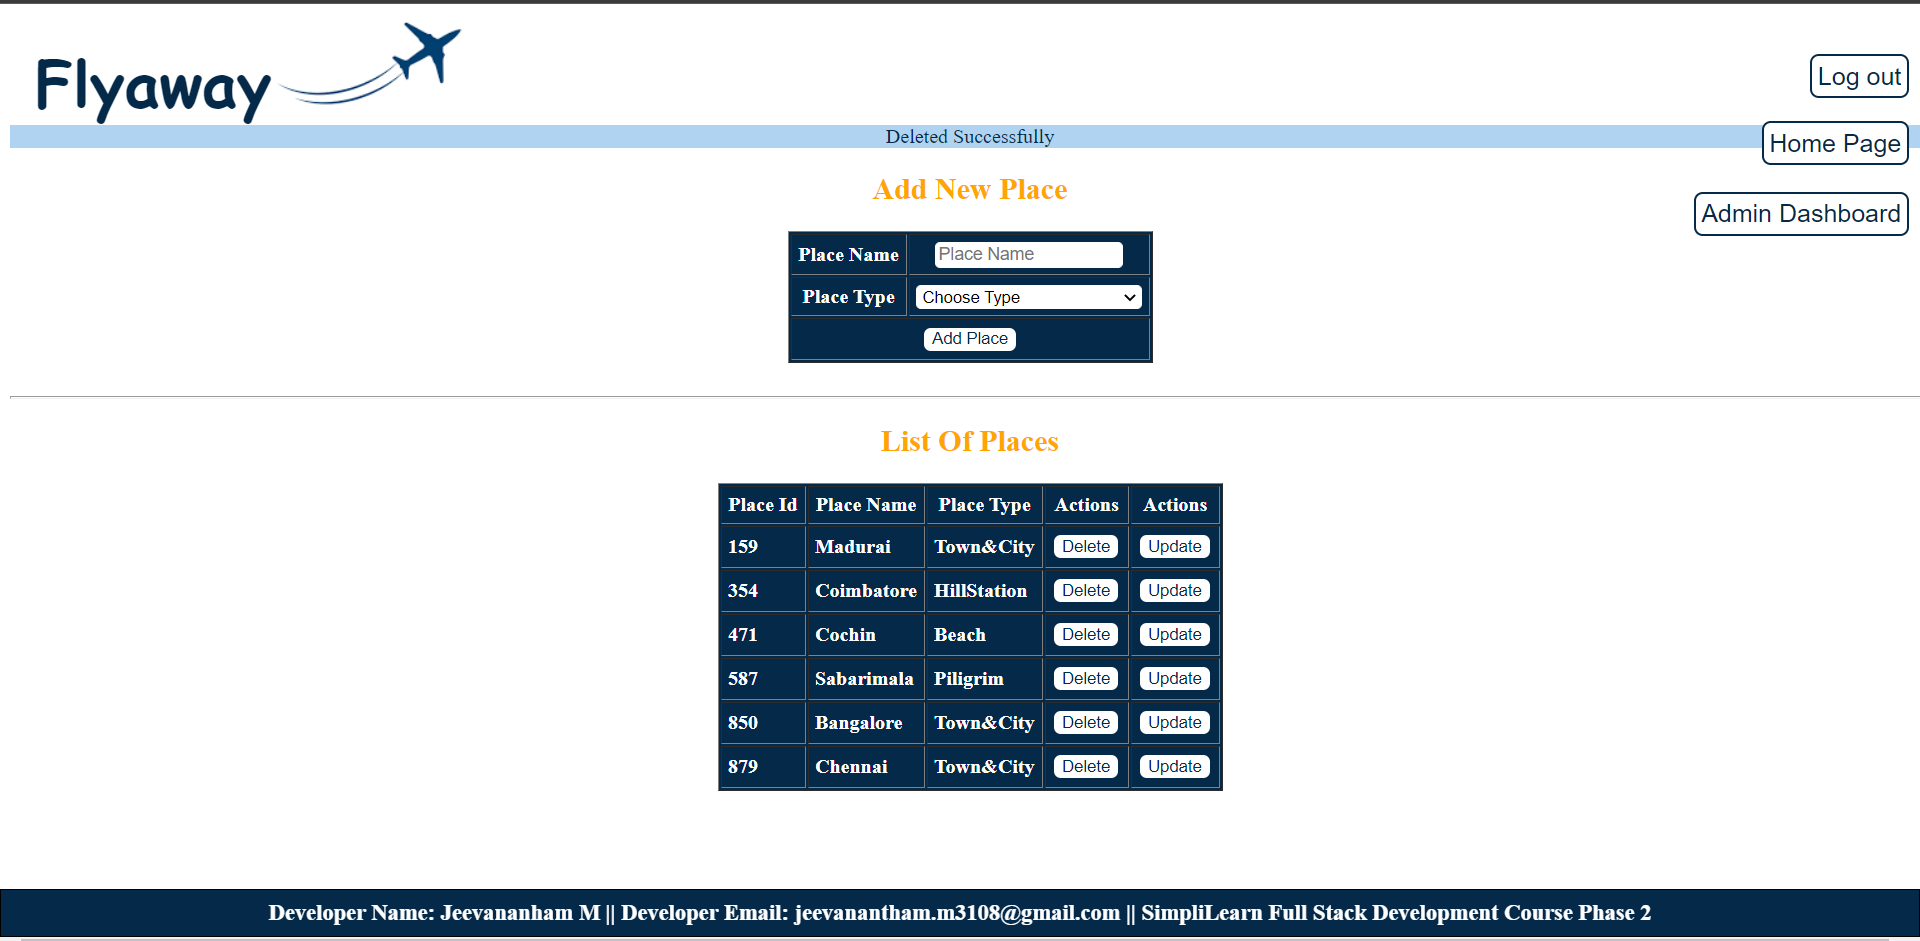 Flyaway
Log out
Deleted Successfully
Home Page
Add New Place
Admin Dashboard
Place Name Place Name
Place Type Choose Type
Add Place
List Of Places
Place Id Place Name Place Type Actions Actions
159 Madurai Town&City Delete Update
354 Coimbatore HillStation Delete Update
471 Cochin Beach Delete Update
587 Sabarimala Piligrim Delete Update
850 Bangalore Town&City Delete Update
879 Chennai Town&City Delete Update
Developer Name: Jeevananham M || Developer Email: jeevanantham.m3108@gmail.com || SimpliLearn Full Stack Development Course Phase 2